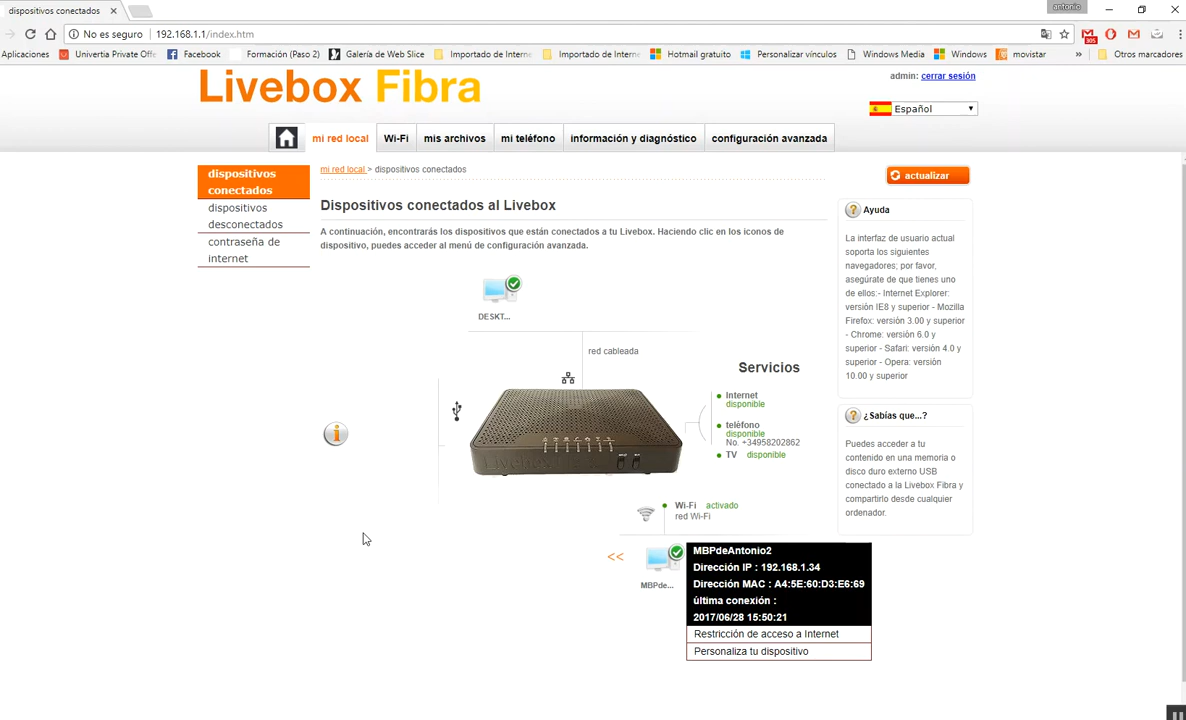 dispositivos conectados
antonio
No es seguro
192.168.1.1/index.htm
Aplicaciones
Univertia Private Offi
Facebook
Formación (Paso 2)
Galería de Web Slice
Importado de Intern
Importado de Interne
Hotmail gratuito
Personalizar vínculos
Windows Media
Windows
movistar
»
Otros marcadores
Livebox Fibra
admin: cerrar sesión
Español
mi red local
Wi-Fi
mis archivos
mi teléfono
información y diagnóstico
configuración avanzada
dispositivos
conectados
dispositivos
desconectados
contraseña de
internet
mi red local > dispositivos conectados
actualizar
Dispositivos conectados al Livebox
A continuación, encontrarás los dispositivos que están conectados a tu Livebox. Haciendo clic en los iconos de
dispositivo, puedes acceder al menú de configuración avanzada.
DESKT...
red cableada
Servicios
Internet
disponible
teléfono
disponible
No. +34958202862
TV disponible
Wi-Fi activado
red Wi-Fi
<<
MBPde...
MBPdeAntonio2
Dirección IP : 192.168.1.34
Dirección MAC : A4:5E:60:D3:E6:69
última conexión :
2017/06/28 15:50:21
Restricción de acceso a Internet
Personaliza tu dispositivo
Ayuda
La interfaz de usuario actual
soporta los siguientes
navegadores; por favor,
asegúrate de que tienes uno
de ellos:- Internet Explorer:
versión IE8 y superior - Mozilla
Firefox: versión 3.00 y superior
- Chrome: versión 6.0 y
superior - Safari: versión 4.0 y
superior - Opera: versión
10.00 y superior
¿Sabías que...?
Puedes acceder a tu
contenido en una memoria o
disco duro externo USB
conectado a la Livebox Fibra y
compartirlo desde cualquier
ordenador.